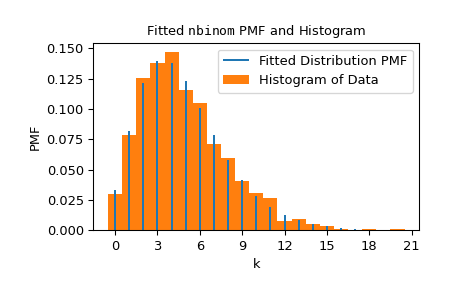 Fitted nbinom PMF and Histogram
0.150
0.125
0.100
0.075
0.050
0.025
0.000
PMF
Fitted Distribution PMF
Histogram of Data
0 3 6 9 12 15 18 21
k